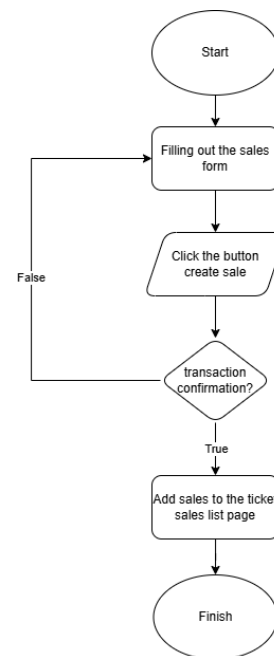 Start
Filling out the sales
form
Click the button
create sale
False
transaction
confirmation?
True
Add sales to the ticket
sales list page
Finish